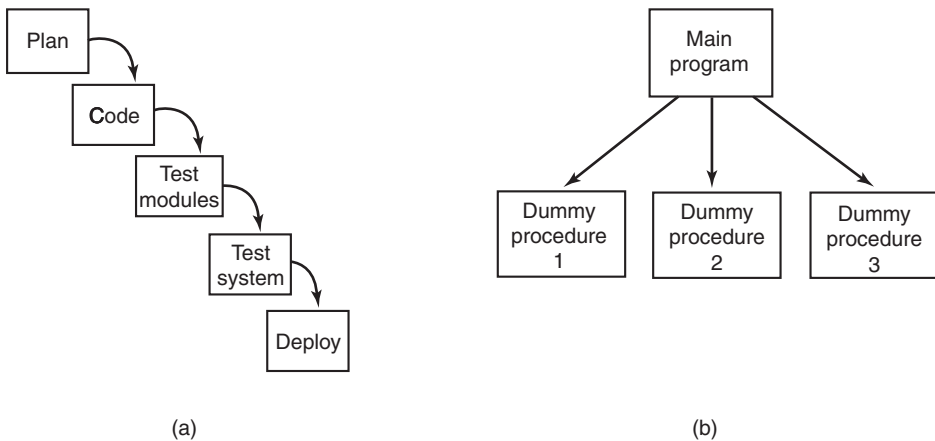 Plan
Code
Test
modules
Test
system
Deploy
(a)
Main
program
Dummy
procedure
1
Dummy
procedure
2
Dummy
procedure
3
(b)